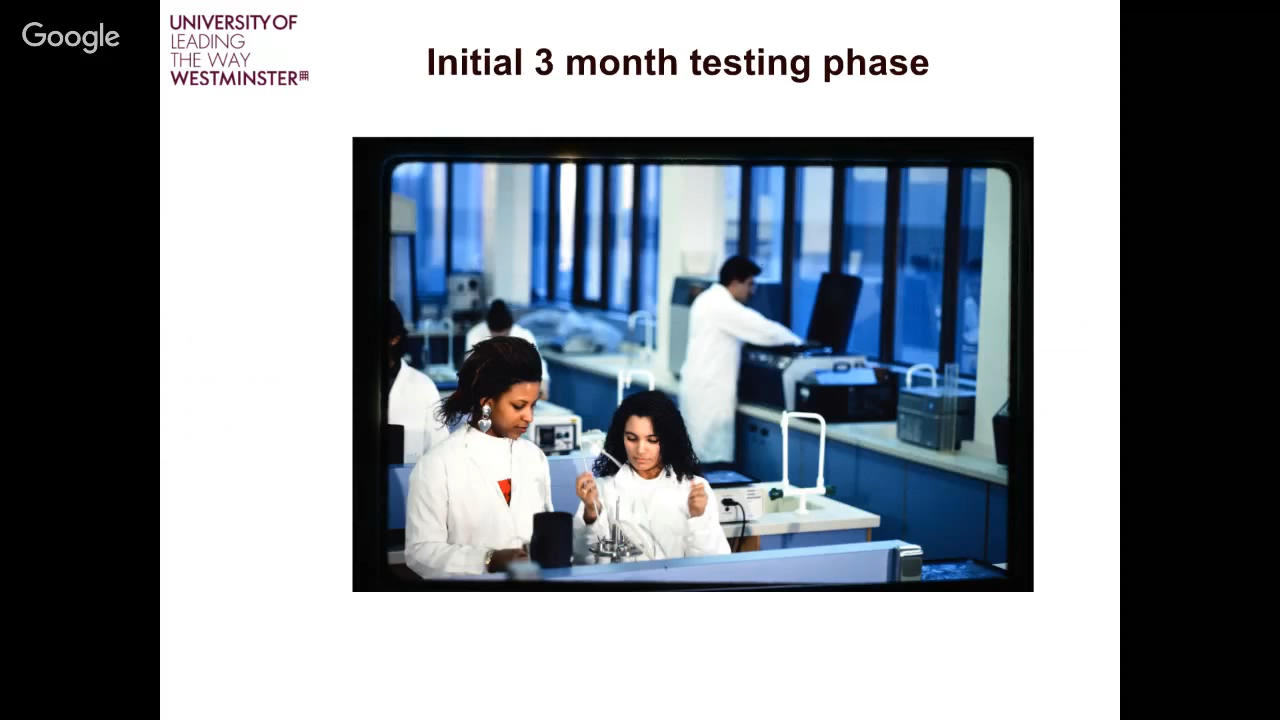 Google
UNIVERSITY OF
LEADING
THE WAY
WESTMINSTER
Initial 3 month testing phase